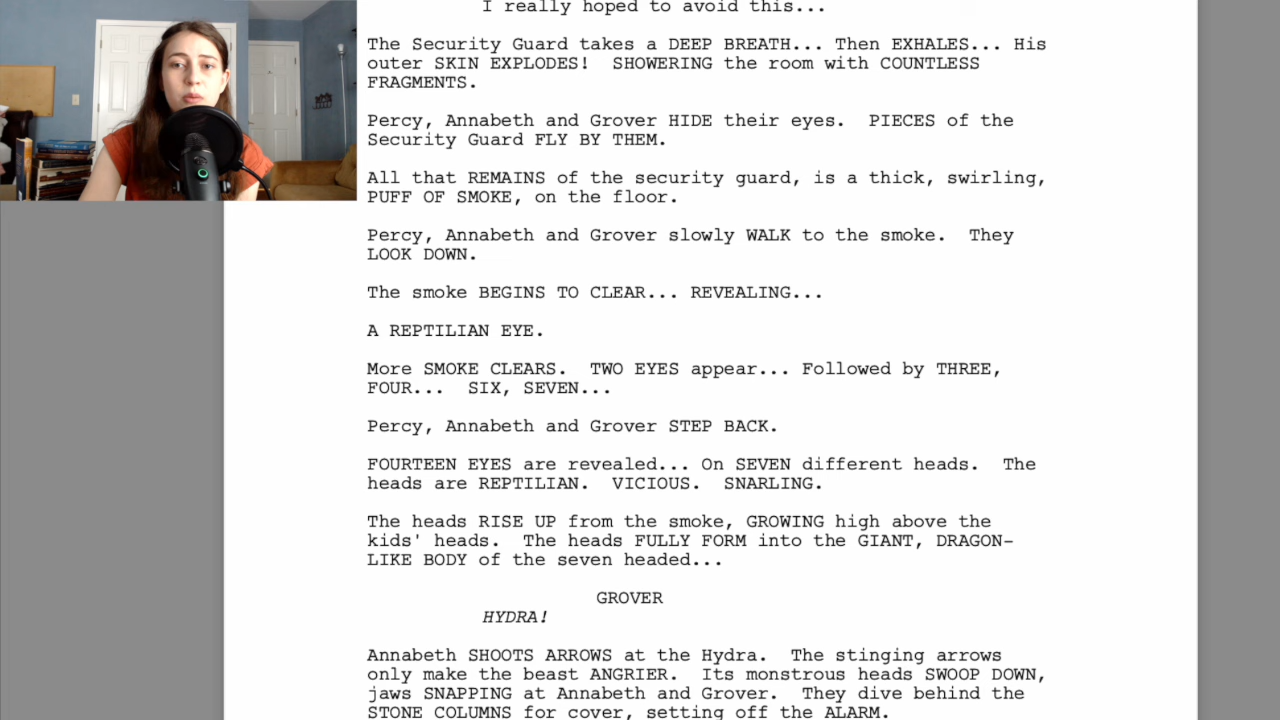 I really hoped to avoid this...
The Security Guard takes a DEEP BREATH... Then EXHALES... His
outer SKIN EXPLODES!  SHOWERING the room with COUNTLESS
FRAGMENTS.
Percy, Annabeth and Grover HIDE their eyes.  PIECES of the
Security Guard FLY BY THEM.
All that REMAINS of the security guard, is a thick, swirling,
PUFF OF SMOKE, on the floor.
Percy, Annabeth and Grover slowly WALK to the smoke.  They
LOOK DOWN.
The smoke BEGINS TO CLEAR... REVEALING...
A REPTILIAN EYE.
More SMOKE CLEARS.  TWO EYES appear... Followed by THREE,
FOUR...  SIX, SEVEN...
Percy, Annabeth and Grover STEP BACK.
FOURTEEN EYES are revealed... On SEVEN different heads.  The
heads are REPTILIAN.  VICIOUS.  SNARLING.
The heads RISE UP from the smoke, GROWING high above the
kids' heads.  The heads FULLY FORM into the GIANT, DRAGON-
LIKE BODY of the seven headed...
GROVER
HYDRA!
Annabeth SHOOTS ARROWS at the Hydra.  The stinging arrows
only make the beast ANGRIER.  Its monstrous heads SWOOP DOWN,
jaws SNAPPING at Annabeth and Grover.  They dive behind the
STONE COLUMNS for cover, setting off the ALARM.